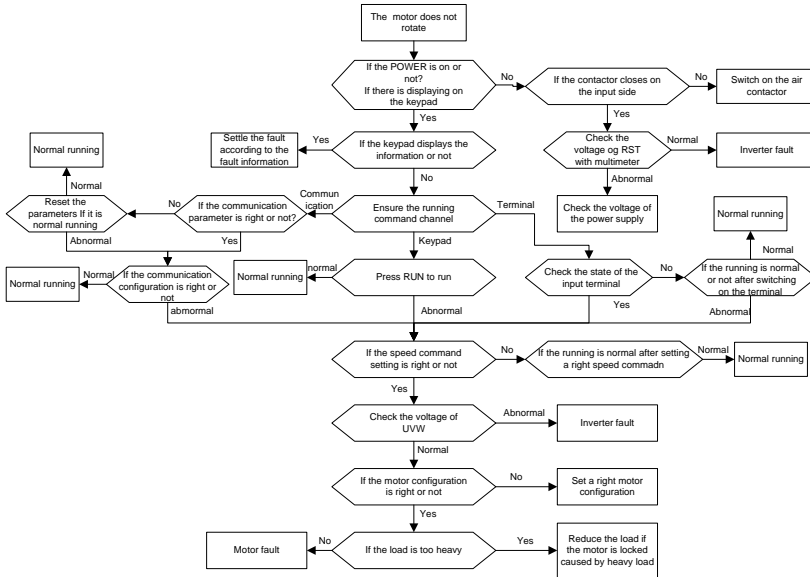 The motor does not
rotate
If the POWER is on or
not?
If there is displaying on
the keypad
No
If the contactor closes on
the input side
No
Switch on the air
contactor
Yes
Yes
Settle the fault
according to the
fault information
Yes
If the keypad displays the
information or not
Check the
voltage og RST
with multimeter
Normal
Inverter fault
Normal running
Normal
No
Abnormal
Reset the
parameters If it is
normal running
No
If the communication
parameter is right or not?
Commu
nication
Ensure the running
command channel
Terminal
Check the voltage of
the power supply
Normal running
Abnormal
Yes
Keypad
Normal
Normal running
Normal
If the communication
configuration is right or
not
Normal running
normal
Press RUN to run
Check the state of the
input terminal
No
If the running is normal
or not after switching
on the terminal
abmormal
Abnormal
Yes
Abnormal
If the speed command
setting is right or not
No
If the running is normal after setting
a right speed commadn
Normal
Normal running
Yes
Check the voltage of
UVW
Abnormal
Inverter fault
Normal
If the motor configuration
is right or not
No
Set a right motor
configuration
Yes
Motor fault
No
If the load is too heavy
Yes
Reduce the load if
the motor is locked
caused by heavy load